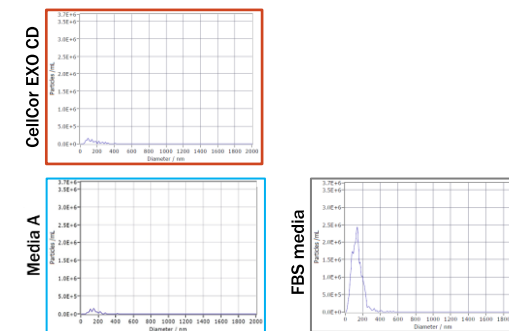 CellCor EXO CD
Particles /mL
3.7E+6
3.5E+6
3.0E+6
2.5E+6
2.0E+6
1.5E+6
1.0E+6
5.0E+5
0.0E+0
0 200 400 600 800 1000 1200 1400 1600 1800 2000
Diameter / nm
Media A
Particles /mL
3.7E+6
3.5E+6
3.0E+6
2.5E+6
2.0E+6
1.5E+6
1.0E+6
5.0E+5
0.0E+0
0 200 400 600 800 1000 1200 1400 1600 1800 2000
Diameter / nm
FBS media
Particles /mL
3.7E+6
3.5E+6
3.0E+6
2.5E+6
2.0E+6
1.5E+6
1.0E+6
5.0E+5
0.0E+0
0 200 400 600 800 1000 1200 1400 1600 1800
Diameter / nm